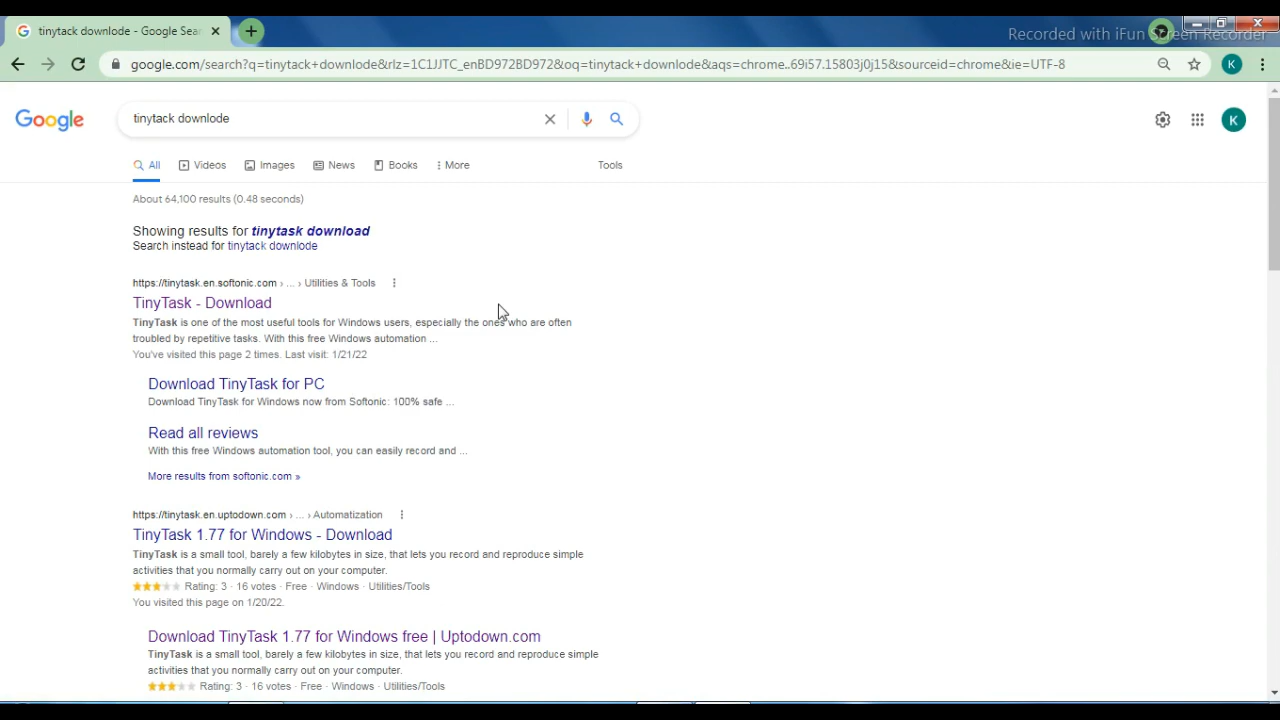 tinytack downlode - Google Sear
Recorded with iFun Screen Recorder
google.com/search?q=tinytack+downlode&rlz=1C1JJTC_enBD972BD972&oq=tinytack+downlode&aqs=chrome..69i57.15803j0j15&sourceid=chrome&ie=UTF-8
K
Google
tinytack downlode
K
All
Videos
Images
News
Books
More
Tools
About 64,100 results (0.48 seconds)
Showing results for tinytask download
Search instead for tinytack downlode
https://tinytask.en.softonic.com › ... › Utilities & Tools
TinyTask - Download
TinyTask is one of the most useful tools for Windows users, especially the ones who are often
troubled by repetitive tasks. With this free Windows automation ...
You've visited this page 2 times. Last visit: 1/21/22
Download TinyTask for PC
Download TinyTask for Windows now from Softonic: 100% safe ...
Read all reviews
With this free Windows automation tool, you can easily record and ...
More results from softonic.com »
https://tinytask.en.uptodown.com › ... › Automatization
TinyTask 1.77 for Windows - Download
TinyTask is a small tool, barely a few kilobytes in size, that lets you record and reproduce simple
activities that you normally carry out on your computer.
Rating: 3 · 16 votes · Free · Windows · Utilities/Tools
You visited this page on 1/20/22.
Download TinyTask 1.77 for Windows free | Uptodown.com
TinyTask is a small tool, barely a few kilobytes in size, that lets you record and reproduce simple
activities that you normally carry out on your computer.
Rating: 3 · 16 votes · Free · Windows · Utilities/Tools